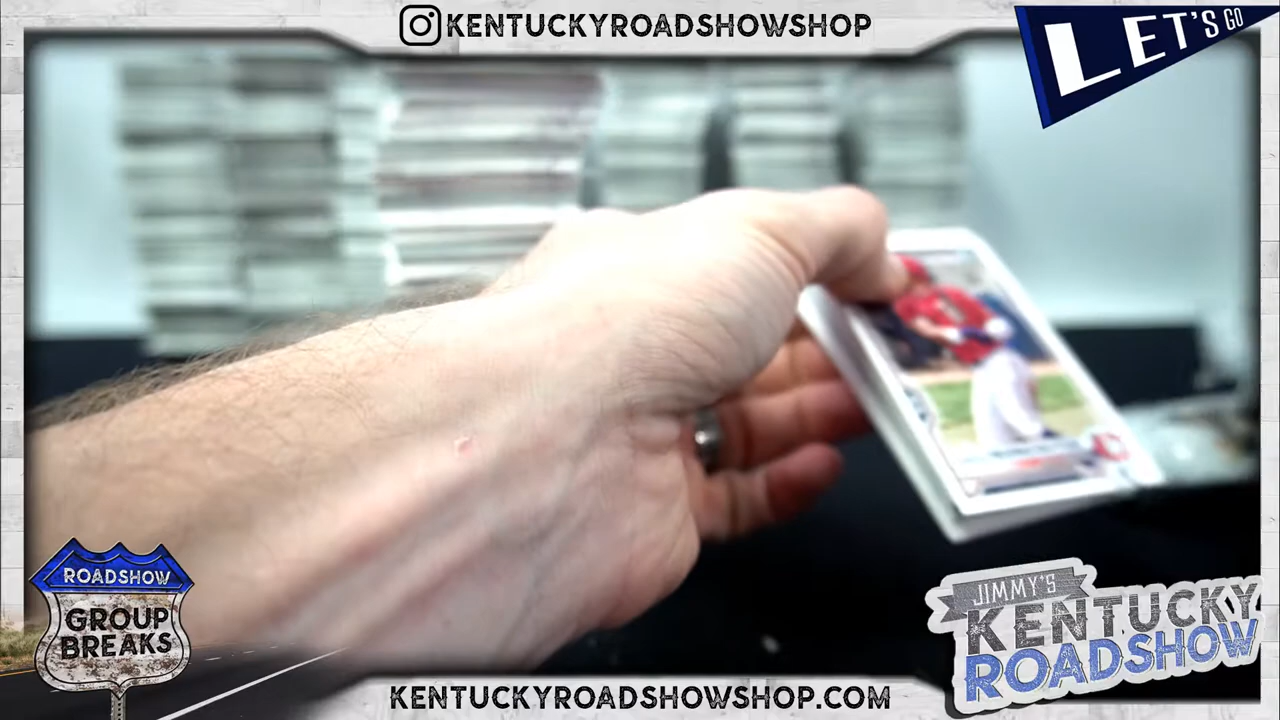 KENTUCKYROADSHOWSHOP
LET'S GO
ROADSHOW
GROUP
BREAKS
JIMMY'S
KENTUCKY
ROADSHOW
KENTUCKYROADSHOWSHOP.COM